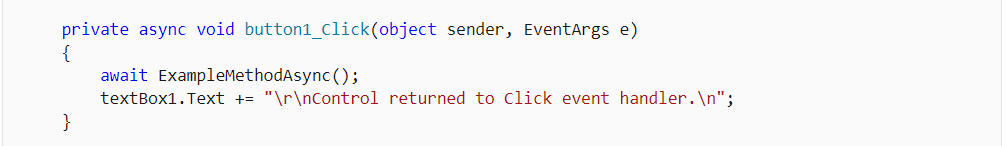 private async void button1_Click(object sender, EventArgs e)
{
    await ExampleMethodAsync();
    textBox1.Text += "\r\nControl returned to Click event handler.\n";
}